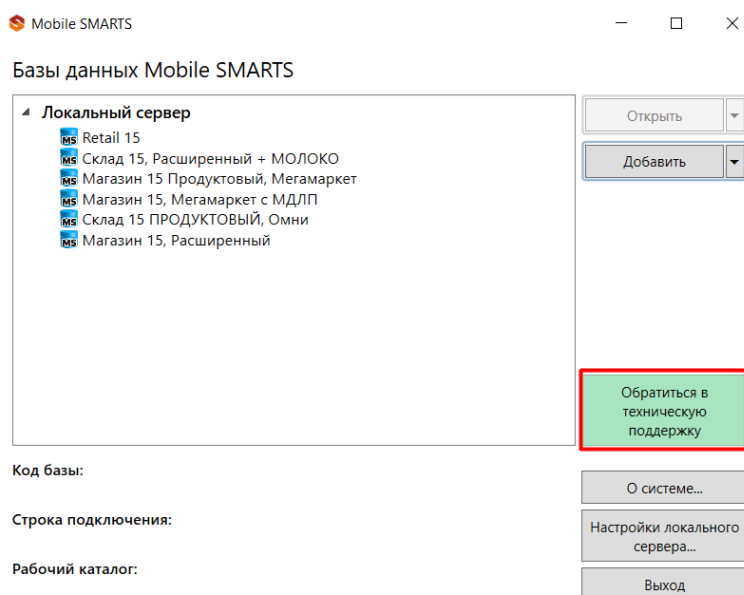 Mobile SMARTS
Базы данных Mobile SMARTS
Локальный сервер
Retail 15
Склад 15, Расширенный + МОЛОКО
Магазин 15 Продуктовый, Мегамаркет
Магазин 15, Мегамаркет с МДЛП
Склад 15 ПРОДУКТОВЫЙ, Омни
Магазин 15, Расширенный
Открыть
Добавить
Обратиться в
техническую
поддержку
Код базы:
О системе...
Строка подключения:
Настройки локального
сервера...
Рабочий каталог:
Выход